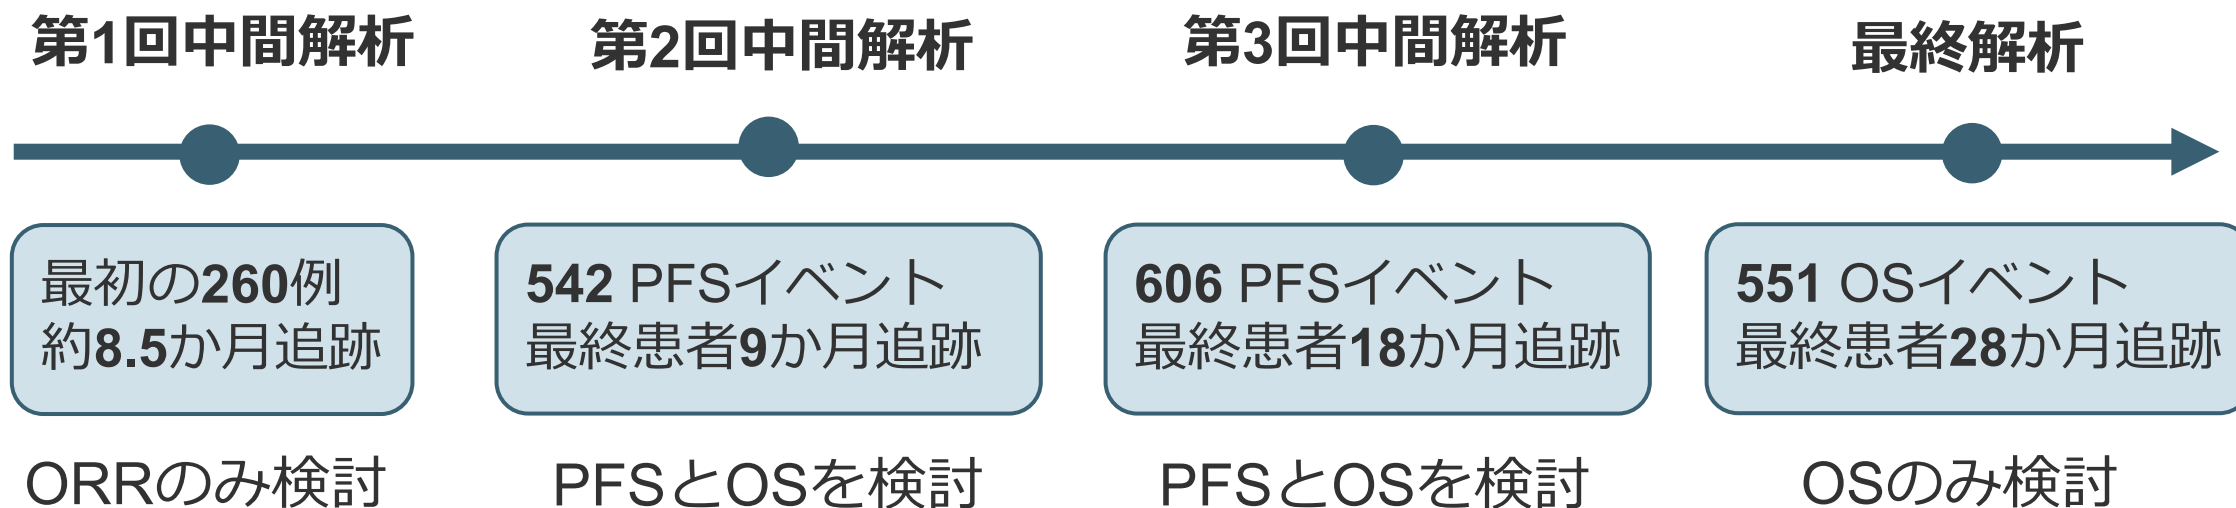 第1回中間解析
第2回中間解析
第3回中間解析
最終解析
最初の260例
約8.5か月追跡
542 PFSイベント
最終患者9か月追跡
606 PFSイベント
最終患者18か月追跡
551 OSイベント
最終患者28か月追跡
ORRのみ検討
PFSとOSを検討
PFSとOSを検討
OSのみ検討